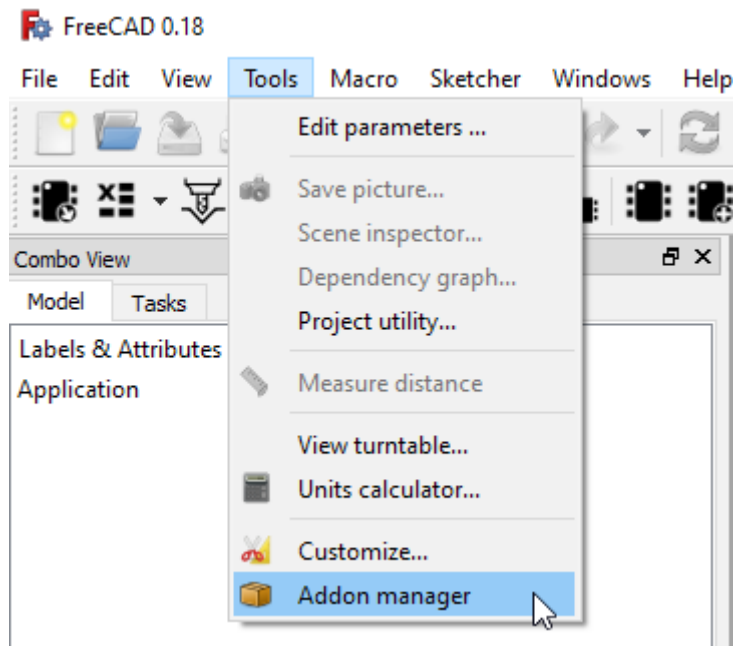 FreeCAD 0.18
File Edit View Tools Macro Sketcher Windows Help
Edit parameters ...
Save picture...
Scene inspector...
Dependency graph...
Project utility...
Measure distance
View turntable...
Units calculator...
Customize...
Addon manager
Combo View
Model Tasks
Labels & Attributes
Application